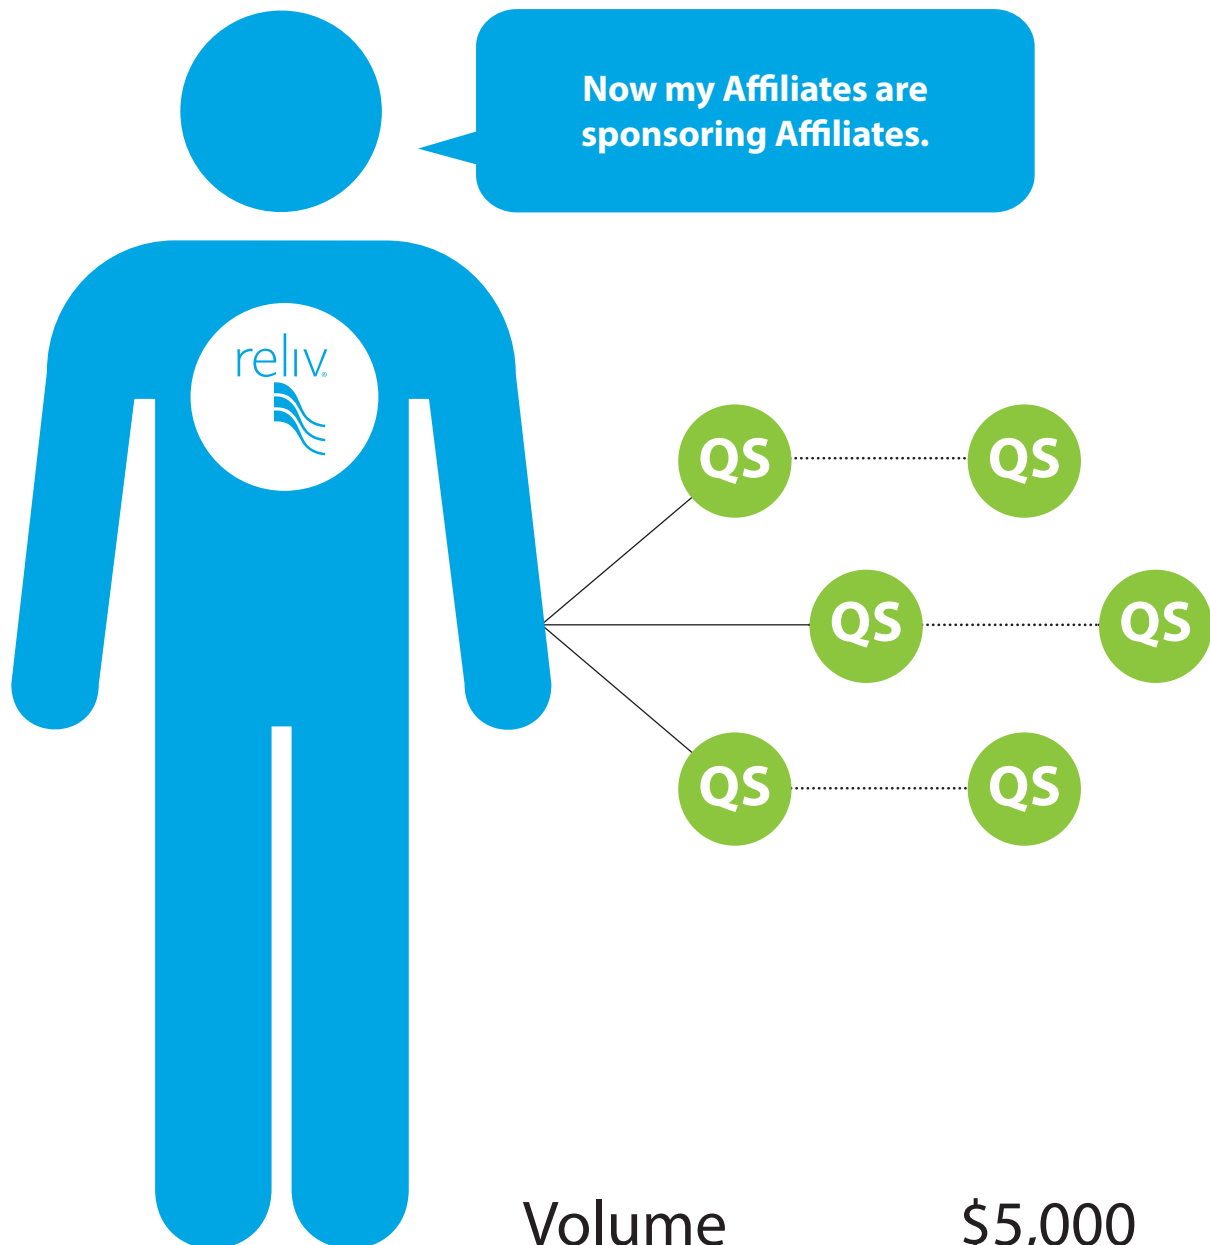 Now my Affiliates are
sponsoring Affiliates.
reliv®
QS QS
QS QS
QS QS
Volume $5,000